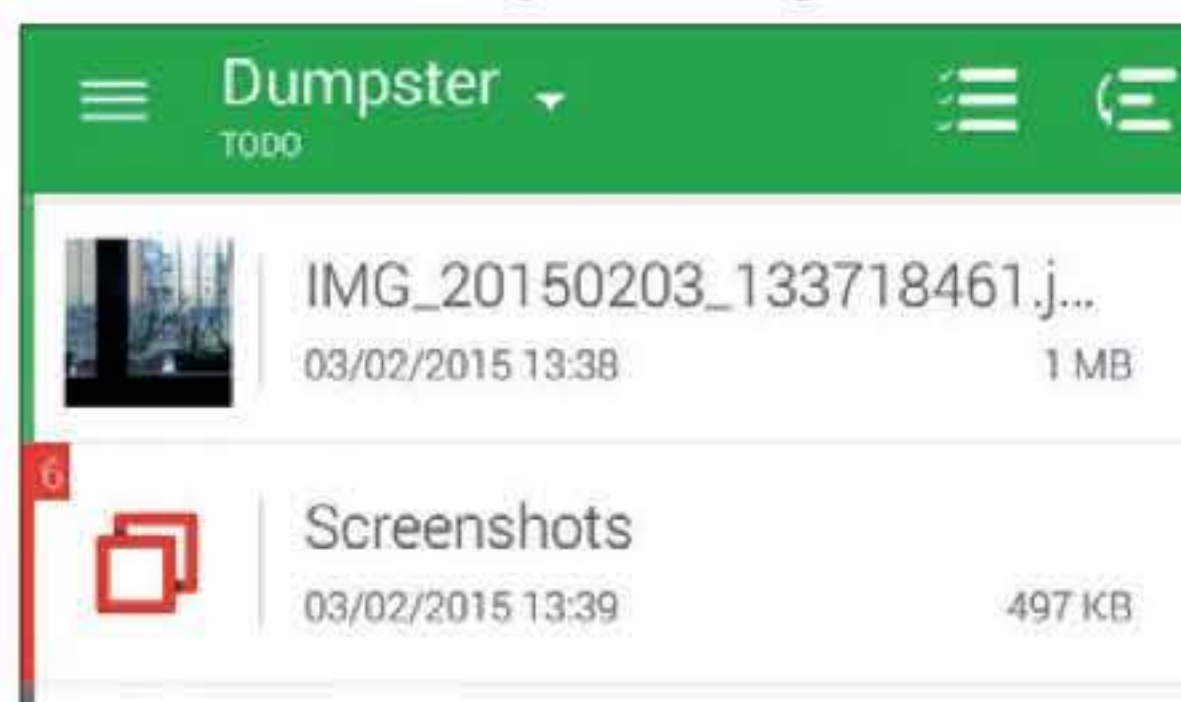 Dumpster
TODO
IMG_20150203_133718461.j...
03/02/2015 13:38
1 MB
6
Screenshots
03/02/2015 13:39
497 KB